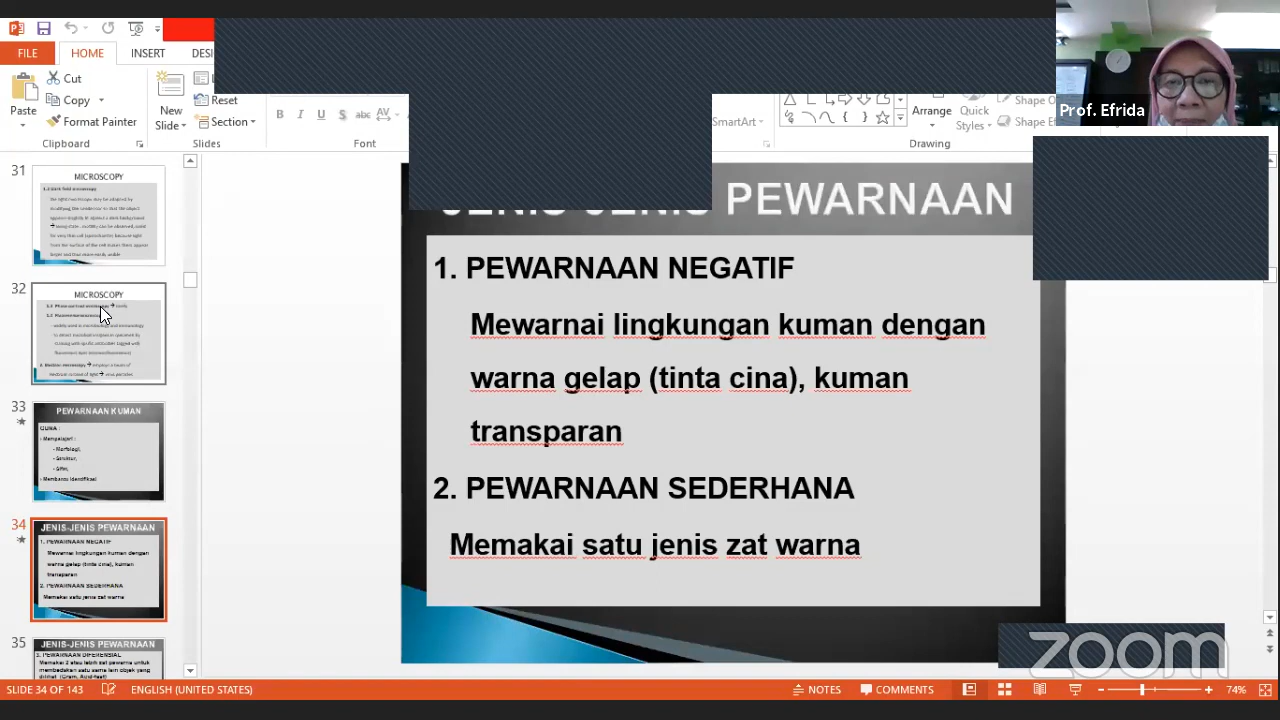 FILE
HOME
INSERT
DESI
Cut
Copy
Format Painter
Paste
Clipboard
New
Slide
Reset
Section
Slides
B I U S abc AV
Font
SmartArt
Arrange
Quick
Styles
Shape O
Shape Effe
Drawing
Prof. Efrida
31
MICROSCOPY
32
MICROSCOPY
33
PEWARNAAN KUMAN
GUNA :
- Mempelajari :
- Morfologi,
- Struktur,
- Sifat,
- Membantu identifikasi
34
JENIS-JENIS PEWARNAAN
1. PEWARNAAN NEGATIF
Mewarnai lingkungan kuman dengan
warna gelap (tinta cina), kuman
transparan
2. PEWARNAAN SEDERHANA
Memakai satu jenis zat warna
35
JENIS-JENIS PEWARNAAN
3. PEWARNAAN DIFERENSIAL
Memakai 2 atau lebih zat pewarna untuk
membedakan satu sama lain objek yang
dilihat (Gram, Acid-fast)
JENIS-JENIS PEWARNAAN
1. PEWARNAAN NEGATIF
Mewarnai lingkungan kuman dengan
warna gelap (tinta cina), kuman
transparan
2. PEWARNAAN SEDERHANA
Memakai satu jenis zat warna
zoom
SLIDE 34 OF 143
ENGLISH (UNITED STATES)
NOTES
COMMENTS
74%